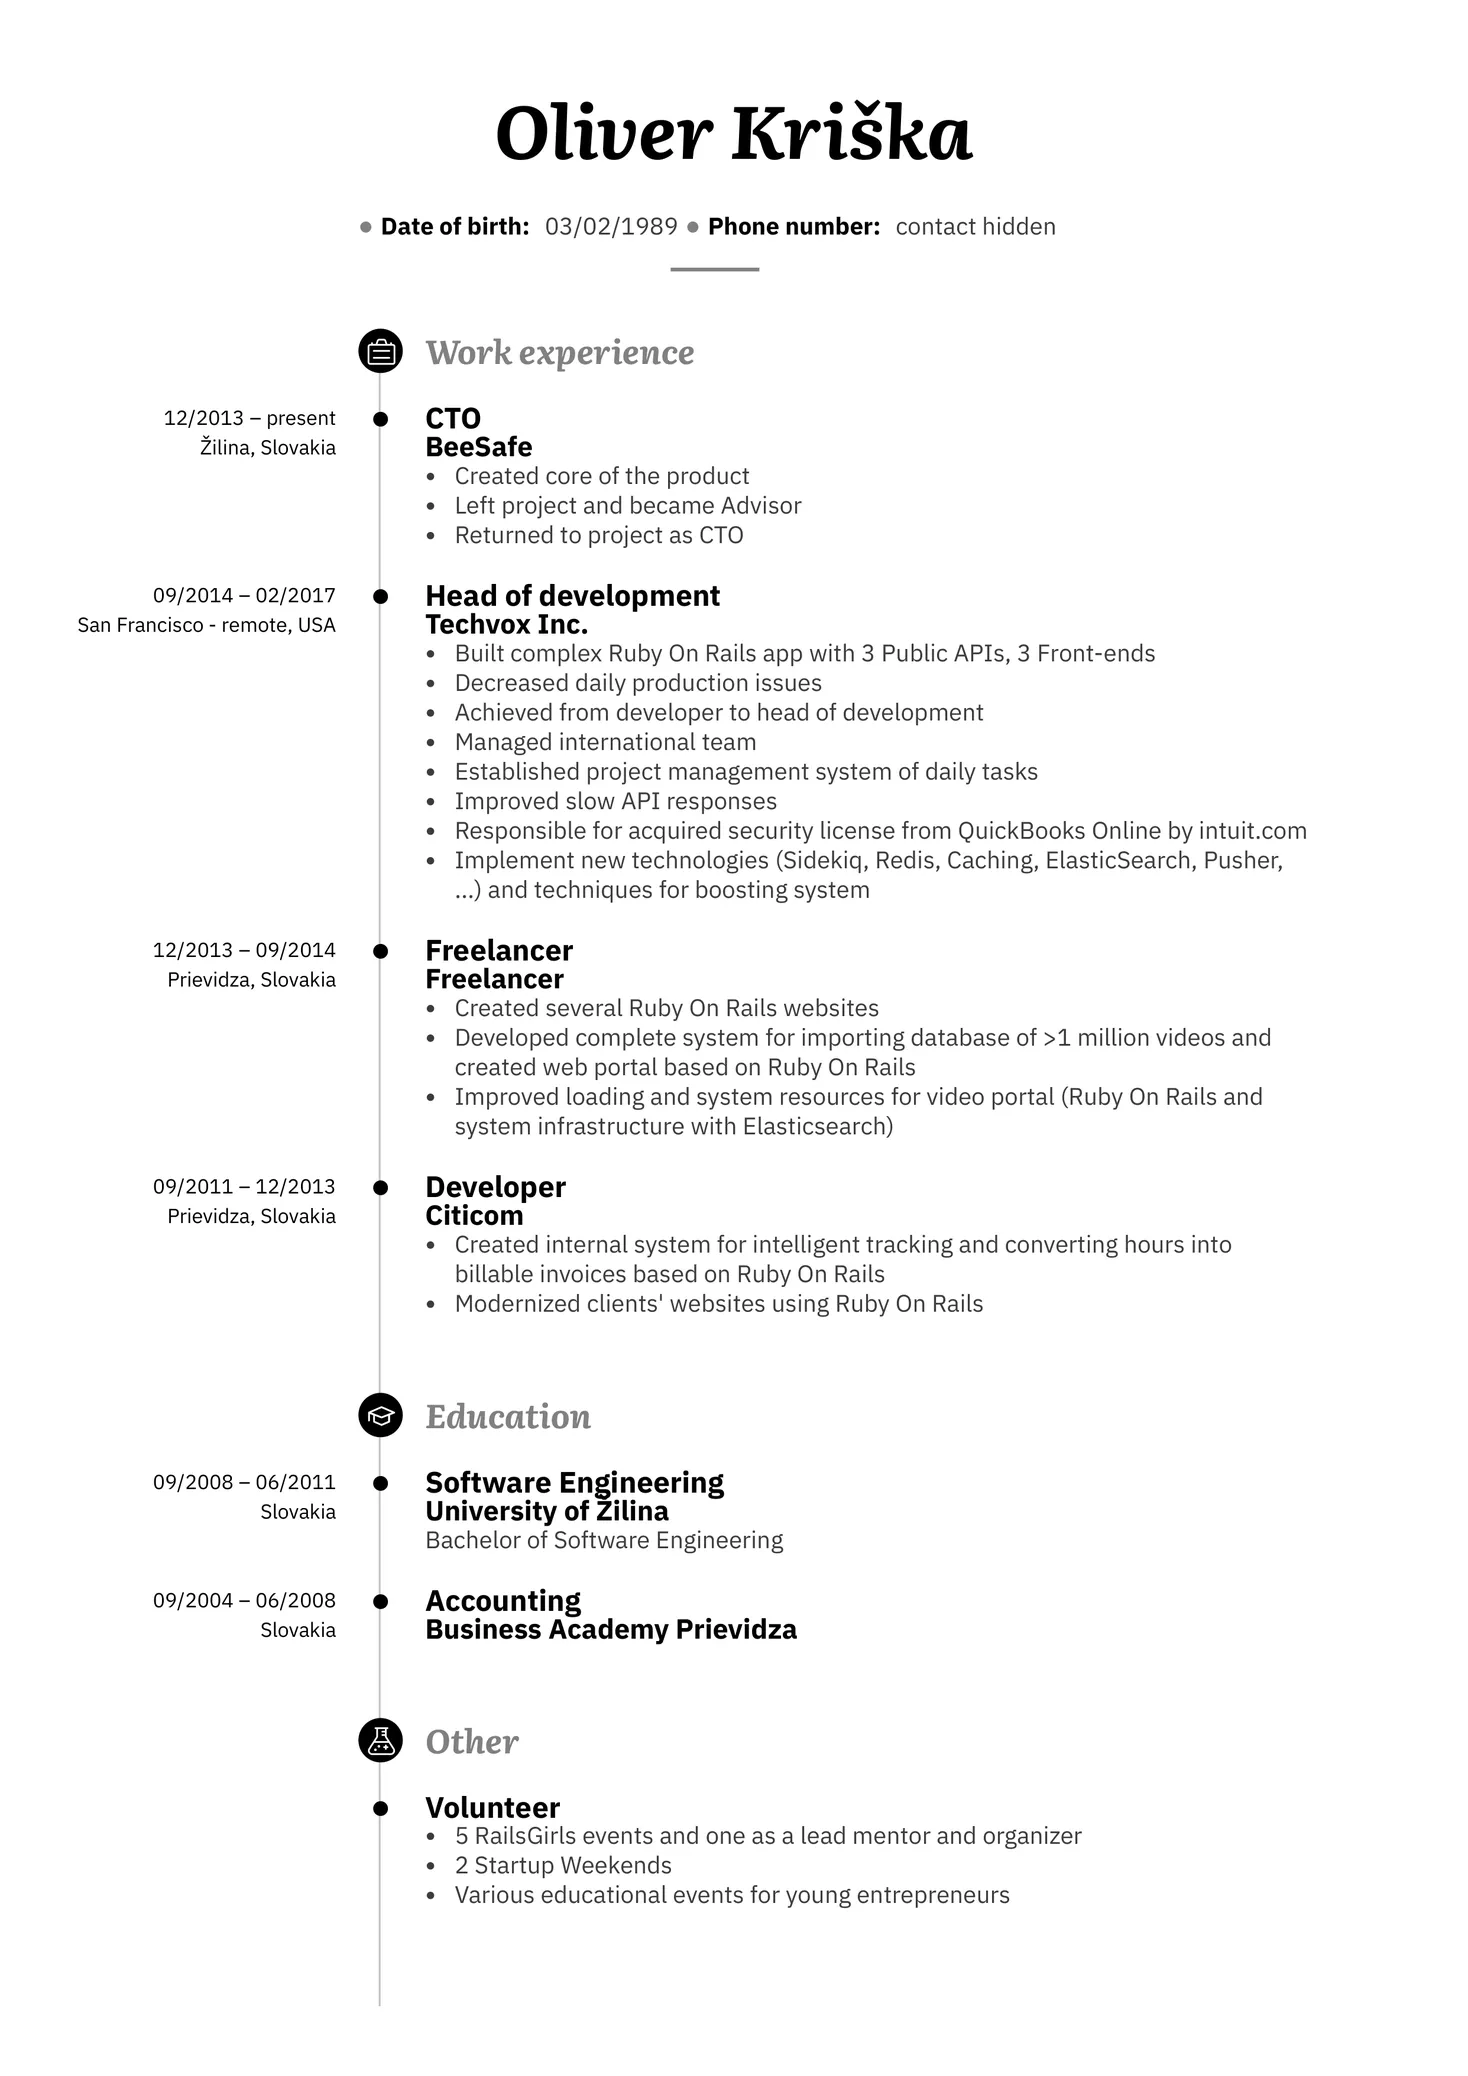 Oliver Kriška
● Date of birth: 03/02/1989 ● Phone number: contact hidden
Work experience
12/2013 – present
Žilina, Slovakia
CTO
BeeSafe
• Created core of the product
• Left project and became Advisor
• Returned to project as CTO
09/2014 – 02/2017
San Francisco - remote, USA
Head of development
Techvox Inc.
• Built complex Ruby On Rails app with 3 Public APIs, 3 Front-ends
• Decreased daily production issues
• Achieved from developer to head of development
• Managed international team
• Established project management system of daily tasks
• Improved slow API responses
• Responsible for acquired security license from QuickBooks Online by intuit.com
• Implement new technologies (Sidekiq, Redis, Caching, ElasticSearch, Pusher,
...) and techniques for boosting system
12/2013 – 09/2014
Prievidza, Slovakia
Freelancer
Freelancer
• Created several Ruby On Rails websites
• Developed complete system for importing database of >1 million videos and
created web portal based on Ruby On Rails
• Improved loading and system resources for video portal (Ruby On Rails and
system infrastructure with Elasticsearch)
09/2011 – 12/2013
Prievidza, Slovakia
Developer
Citicom
• Created internal system for intelligent tracking and converting hours into
billable invoices based on Ruby On Rails
• Modernized clients' websites using Ruby On Rails
Education
09/2008 – 06/2011
Slovakia
Software Engineering
University of Žilina
Bachelor of Software Engineering
09/2004 – 06/2008
Slovakia
Accounting
Business Academy Prievidza
Other
Volunteer
• 5 RailsGirls events and one as a lead mentor and organizer
• 2 Startup Weekends
• Various educational events for young entrepreneurs